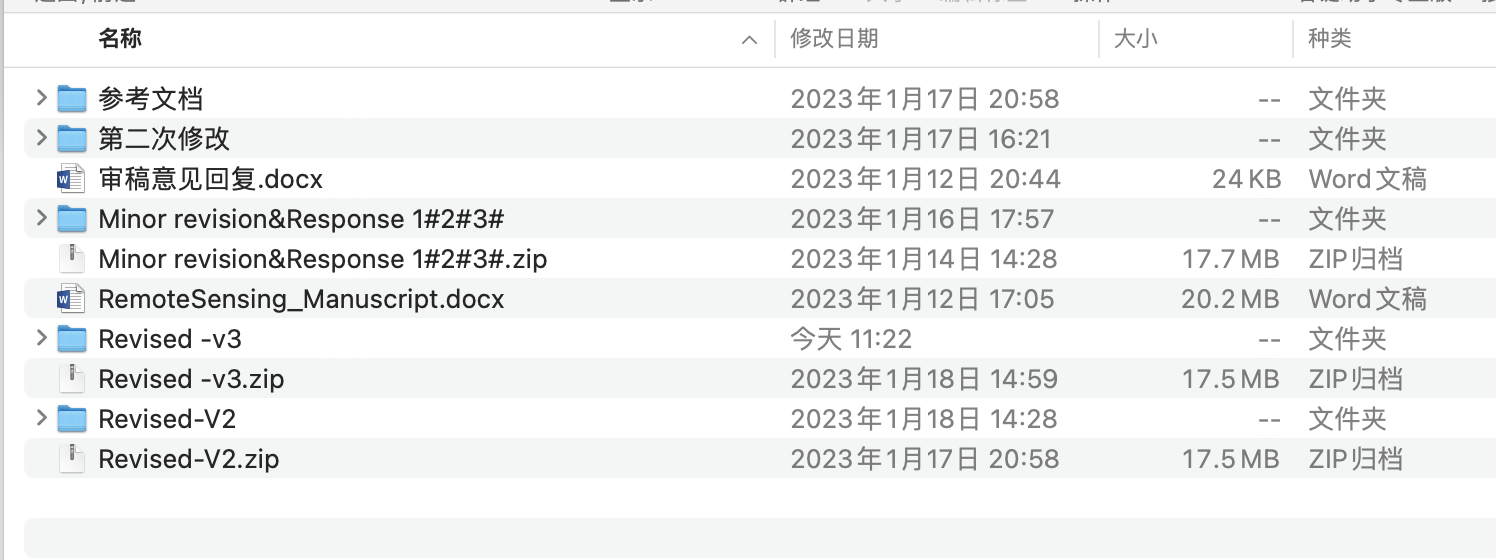 名称 修改日期 大小 种类
参考文档 2023年1月17日 20:58 -- 文件夹
第二次修改 2023年1月17日 16:21 -- 文件夹
审稿意见回复.docx 2023年1月12日 20:44 24 KB Word文稿
Minor revision&Response 1#2#3# 2023年1月16日 17:57 -- 文件夹
Minor revision&Response 1#2#3#.zip 2023年1月14日 14:28 17.7 MB ZIP归档
RemoteSensing_Manuscript.docx 2023年1月12日 17:05 20.2 MB Word文稿
Revised -v3 今天 11:22 -- 文件夹
Revised -v3.zip 2023年1月18日 14:59 17.5 MB ZIP归档
Revised-V2 2023年1月18日 14:28 -- 文件夹
Revised-V2.zip 2023年1月17日 20:58 17.5 MB ZIP归档